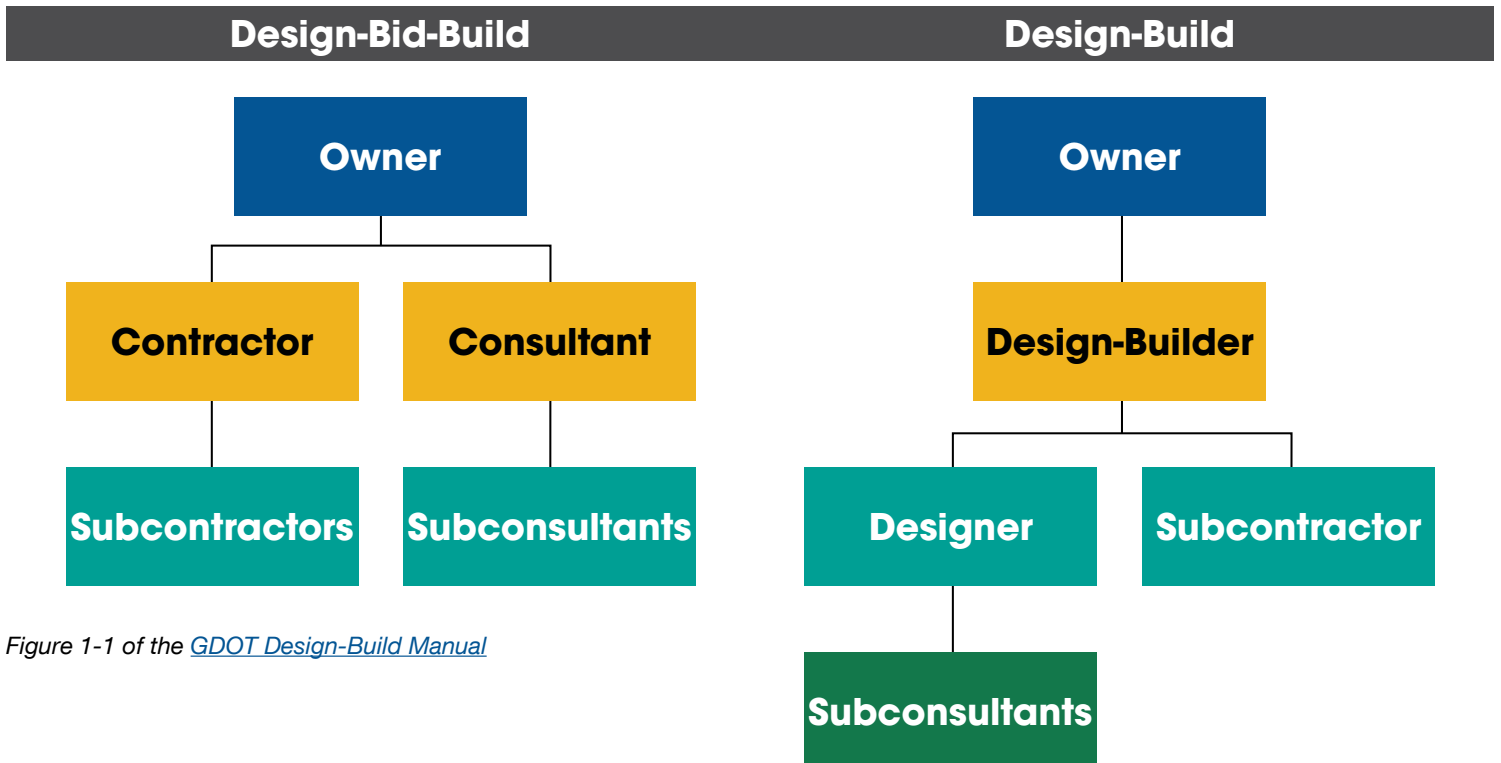 Design-Bid-Build
Design-Build
Owner
Owner
Contractor
Consultant
Design-Builder
Subcontractors
Subconsultants
Designer
Subcontractor
Figure 1-1 of the GDOT Design-Build Manual
Subconsultants